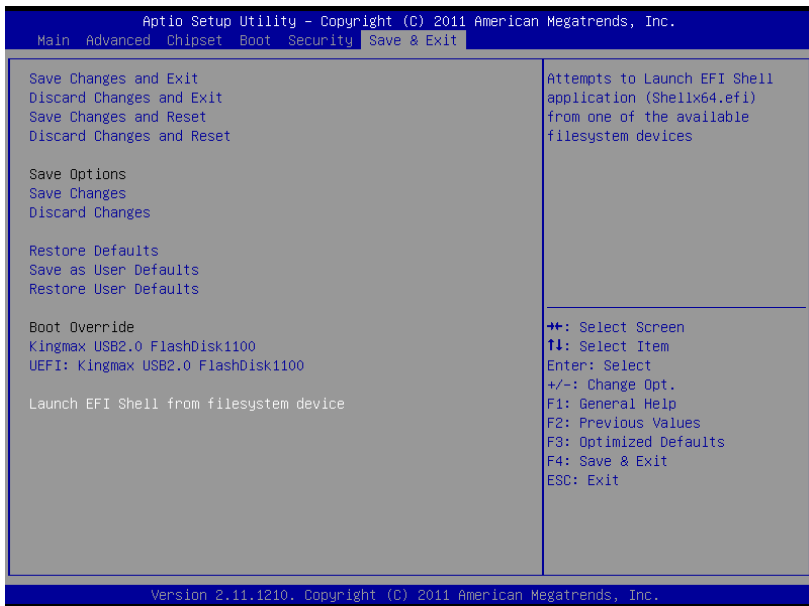 Aptio Setup Utility – Copyright (C) 2011 American Megatrends, Inc.
Main Advanced Chipset Boot Security Save & Exit
Save Changes and Exit
Discard Changes and Exit
Save Changes and Reset
Discard Changes and Reset
Save Options
Save Changes
Discard Changes
Restore Defaults
Save as User Defaults
Restore User Defaults
Boot Override
Kingmax USB2.0 FlashDisk1100
UEFI: Kingmax USB2.0 FlashDisk1100
Launch EFI Shell from filesystem device
Attempts to Launch EFI Shell
application (Shellx64.efi)
from one of the available
filesystem devices
→←: Select Screen
↑↓: Select Item
Enter: Select
+/-: Change Opt.
F1: General Help
F2: Previous Values
F3: Optimized Defaults
F4: Save & Exit
ESC: Exit
Version 2.11.1210. Copyright (C) 2011 American Megatrends, Inc.